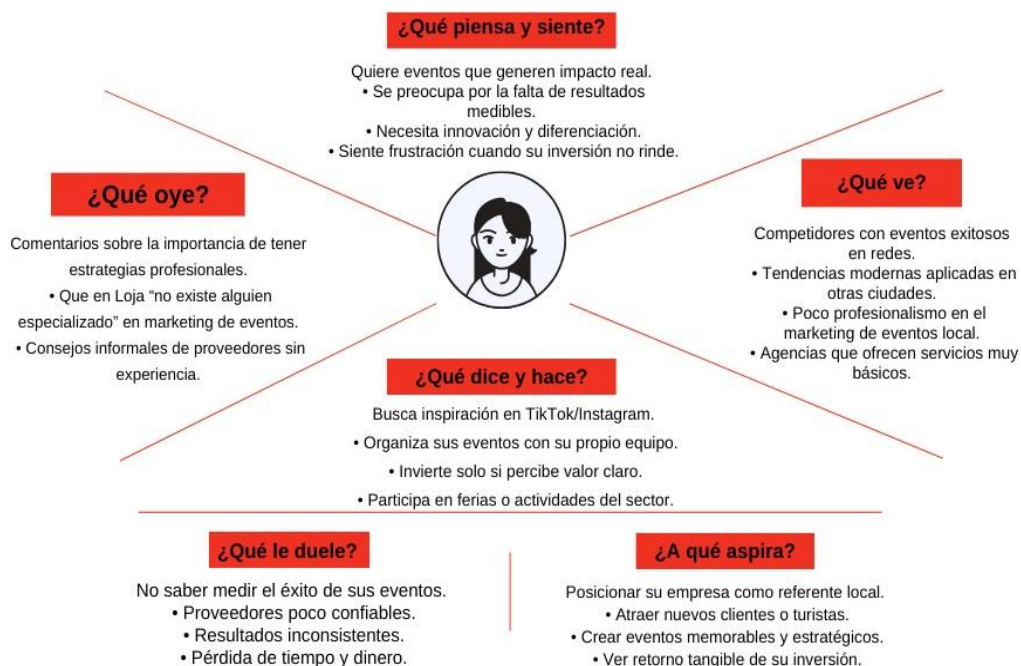 ¿Qué piensa y siente?
Quiere eventos que generen impacto real.
• Se preocupa por la falta de resultados
medibles.
• Necesita innovación y diferenciación.
• Siente frustración cuando su inversión no rinde.
¿Qué oye?
Comentarios sobre la importancia de tener
estrategias profesionales.
• Que en Loja “no existe alguien
especializado” en marketing de eventos.
• Consejos informales de proveedores sin
experiencia.
¿Qué ve?
Competidores con eventos exitosos
en redes.
• Tendencias modernas aplicadas en
otras ciudades.
• Poco profesionalismo en el
marketing de eventos local.
• Agencias que ofrecen servicios muy
básicos.
¿Qué dice y hace?
Busca inspiración en TikTok/Instagram.
• Organiza sus eventos con su propio equipo.
• Invierte solo si percibe valor claro.
• Participa en ferias o actividades del sector.
¿Qué le duele?
No saber medir el éxito de sus eventos.
• Proveedores poco confiables.
• Resultados inconsistentes.
• Pérdida de tiempo y dinero.
¿A qué aspira?
Posicionar su empresa como referente local.
• Atraer nuevos clientes o turistas.
• Crear eventos memorables y estratégicos.
• Ver retorno tangible de su inversión.